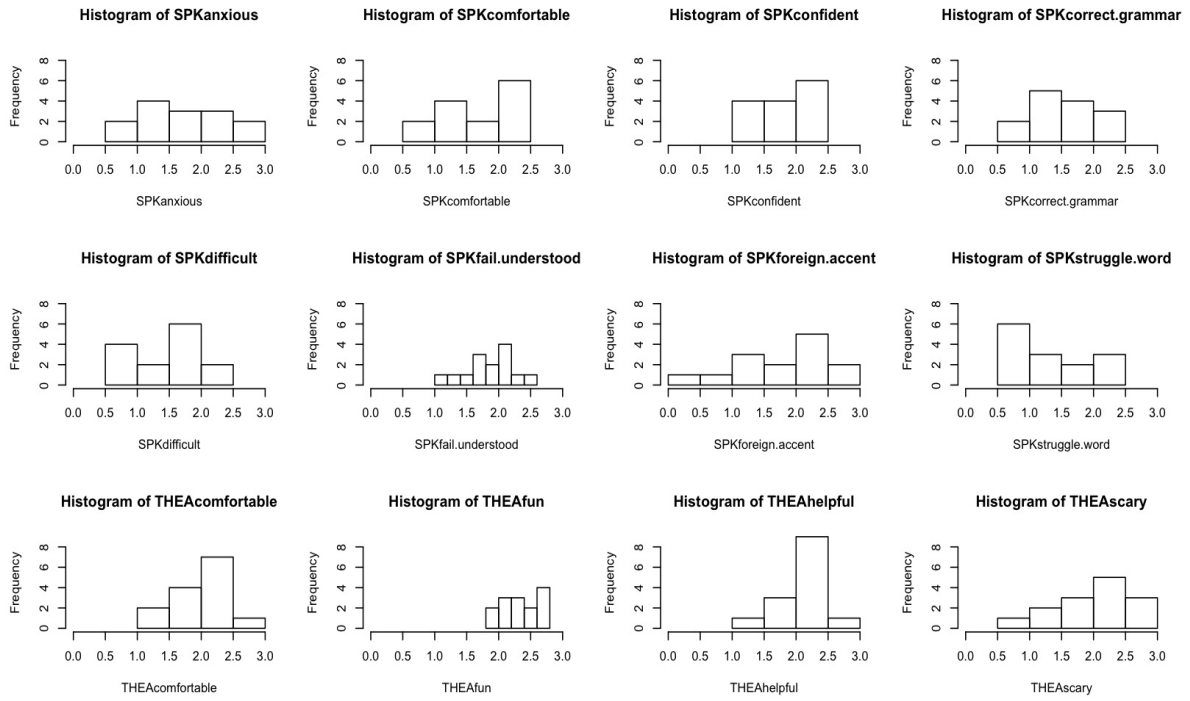 Histogram of SPKanxious
Frequency
0 2 4 6 8
0.0 0.5 1.0 1.5 2.0 2.5 3.0
SPKanxious
Histogram of SPKcomfortable
Frequency
0 2 4 6 8
0.0 0.5 1.0 1.5 2.0 2.5 3.0
SPKcomfortable
Histogram of SPKconfident
Frequency
0 2 4 6 8
0.0 0.5 1.0 1.5 2.0 2.5 3.0
SPKconfident
Histogram of SPKcorrect.grammar
Frequency
0 2 4 6 8
0.0 0.5 1.0 1.5 2.0 2.5 3.0
SPKcorrect.grammar
Histogram of SPKdifficult
Frequency
0 2 4 6 8
0.0 0.5 1.0 1.5 2.0 2.5 3.0
SPKdifficult
Histogram of SPKfail.understood
Frequency
0 2 4 6 8
0.0 0.5 1.0 1.5 2.0 2.5 3.0
SPKfail.understood
Histogram of SPKforeign.accent
Frequency
0 2 4 6 8
0.0 0.5 1.0 1.5 2.0 2.5 3.0
SPKforeign.accent
Histogram of SPKstruggle.word
Frequency
0 2 4 6 8
0.0 0.5 1.0 1.5 2.0 2.5 3.0
SPKstruggle.word
Histogram of THEAcomfortable
Frequency
0 2 4 6 8
0.0 0.5 1.0 1.5 2.0 2.5 3.0
THEAcomfortable
Histogram of THEAfun
Frequency
0 2 4 6 8
0.0 0.5 1.0 1.5 2.0 2.5 3.0
THEAfun
Histogram of THEAhelpful
Frequency
0 2 4 6 8
0.0 0.5 1.0 1.5 2.0 2.5 3.0
THEAhelpful
Histogram of THEAscary
Frequency
0 2 4 6 8
0.0 0.5 1.0 1.5 2.0 2.5 3.0
THEAscary